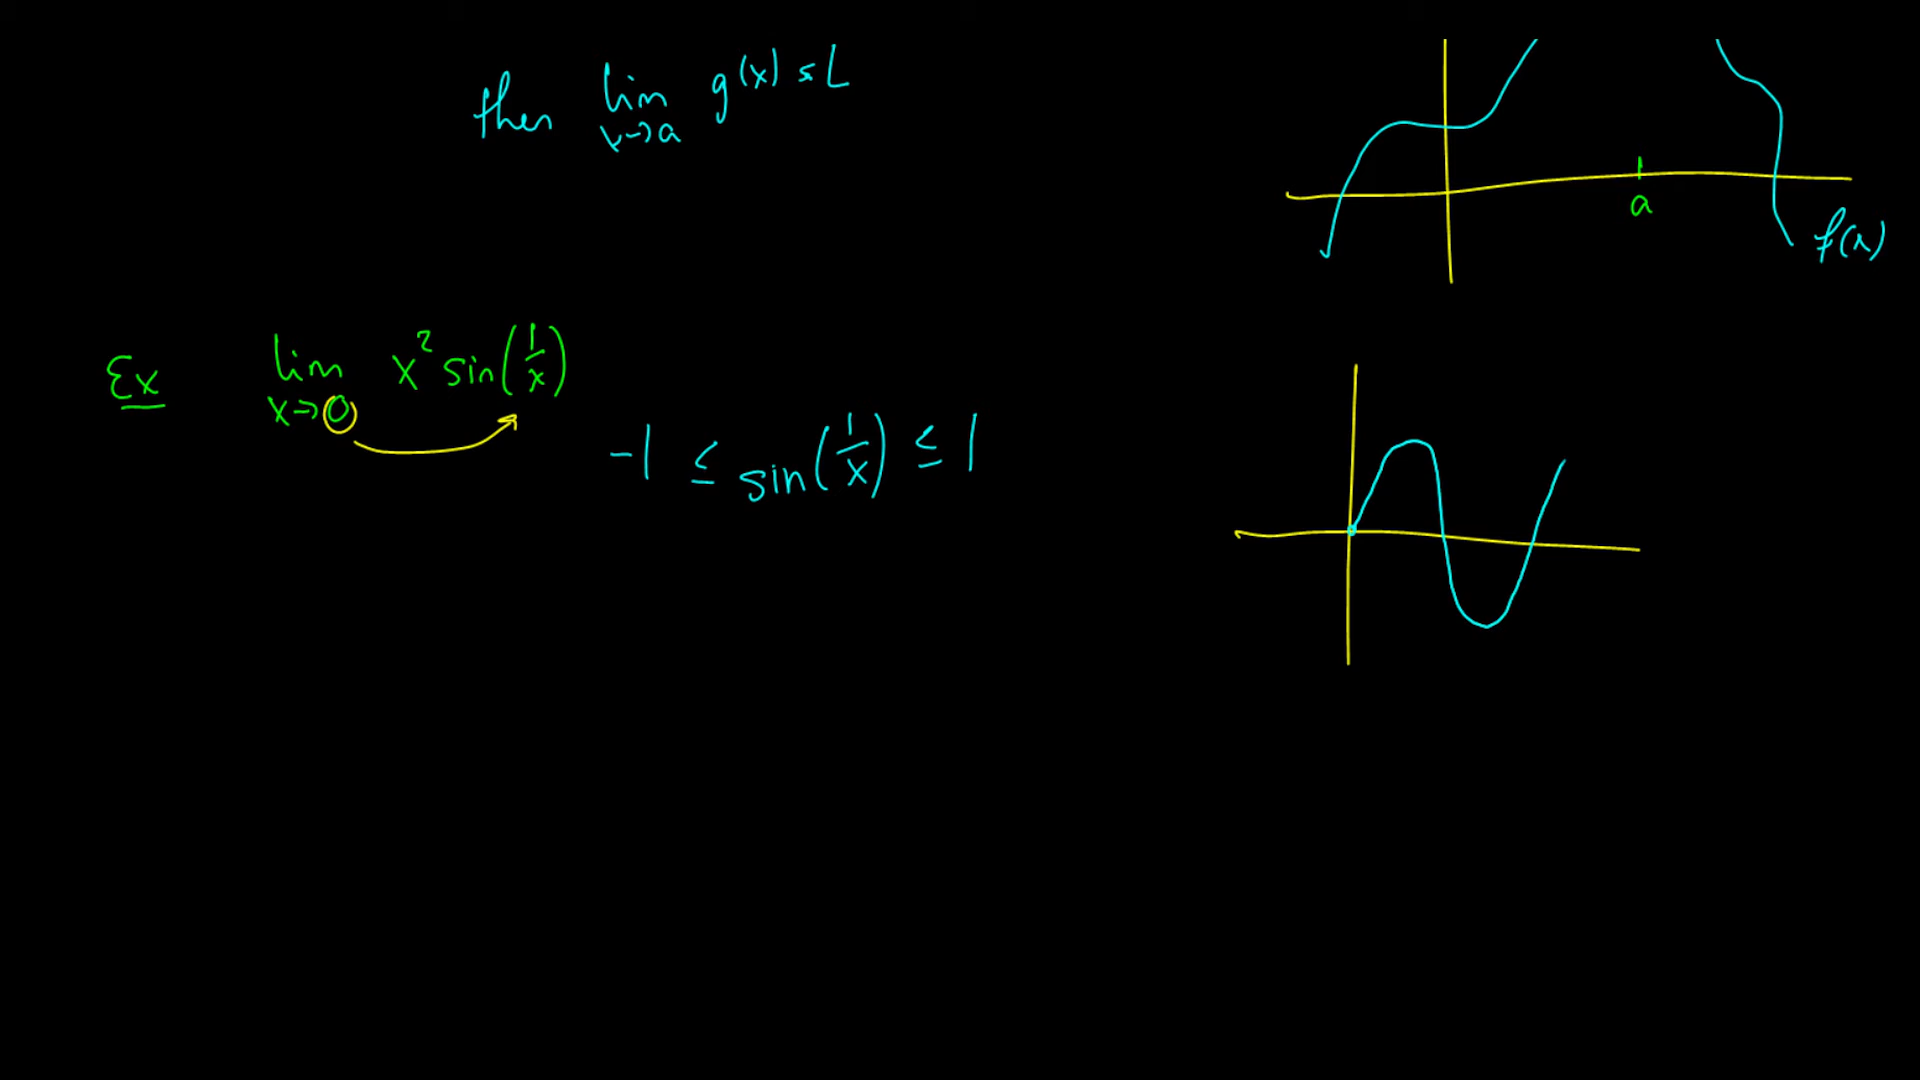 then lim g(x) = L
x→a
a
f(x)
Ex lim x² sin(1/x)
x→0
-1 ≤ sin(1/x) ≤ 1